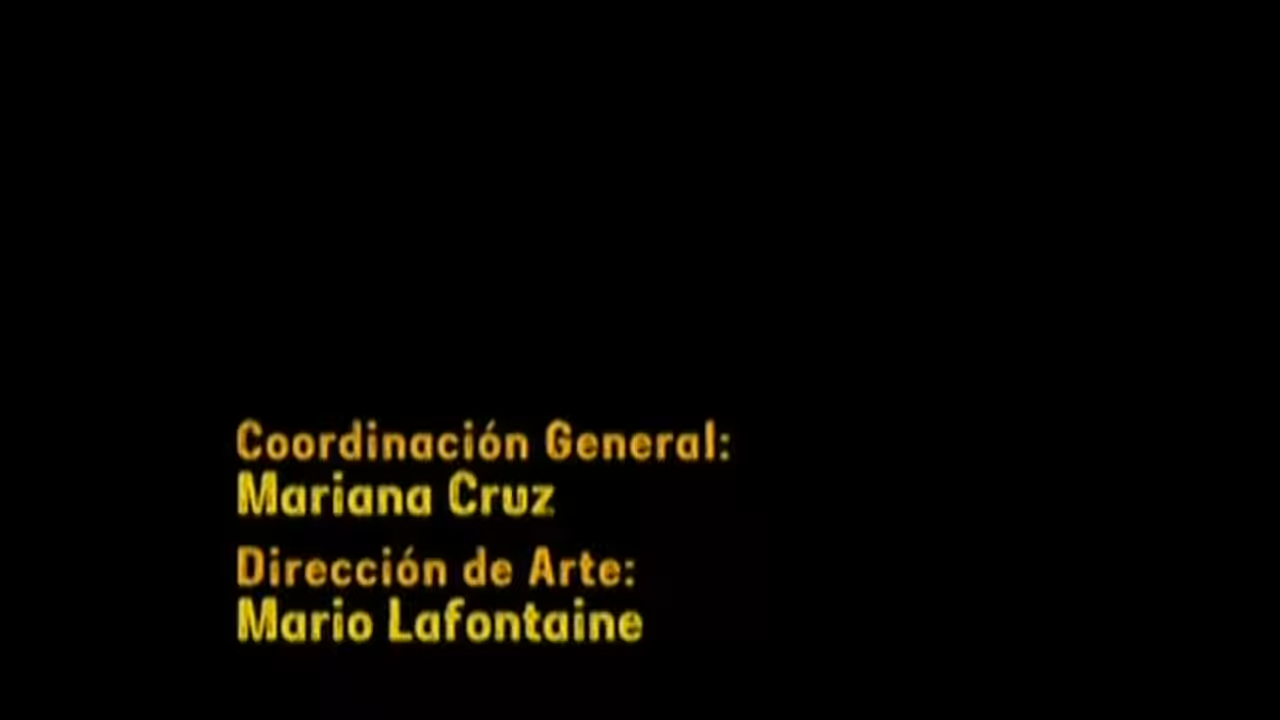 Coordinación General:
Mariana Cruz
Dirección de Arte:
Mario Lafontaine